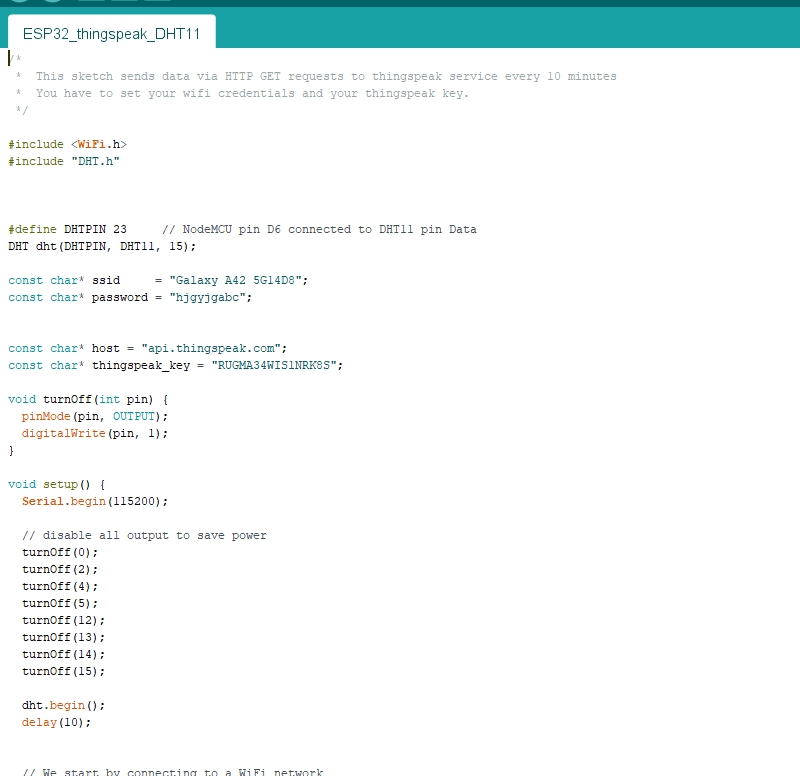 ESP32_thingspeak_DHT11
/*
 *  This sketch sends data via HTTP GET requests to thingspeak service every 10 minutes
 *  You have to set your wifi credentials and your thingspeak key.
 */
#include <WiFi.h>
#include "DHT.h"
#define DHTPIN 23     // NodeMCU pin D6 connected to DHT11 pin Data
DHT dht(DHTPIN, DHT11, 15);
const char* ssid     = "Galaxy A42 5G14D8";
const char* password = "hjgyjgabc";
const char* host = "api.thingspeak.com";
const char* thingspeak_key = "RUGMA34WIS1NRK8S";
void turnOff(int pin) {
  pinMode(pin, OUTPUT);
  digitalWrite(pin, 1);
}
void setup() {
  Serial.begin(115200);
  // disable all output to save power
  turnOff(0);
  turnOff(2);
  turnOff(4);
  turnOff(5);
  turnOff(12);
  turnOff(13);
  turnOff(14);
  turnOff(15);
  dht.begin();
  delay(10);
  // We start by connecting to a WiFi network